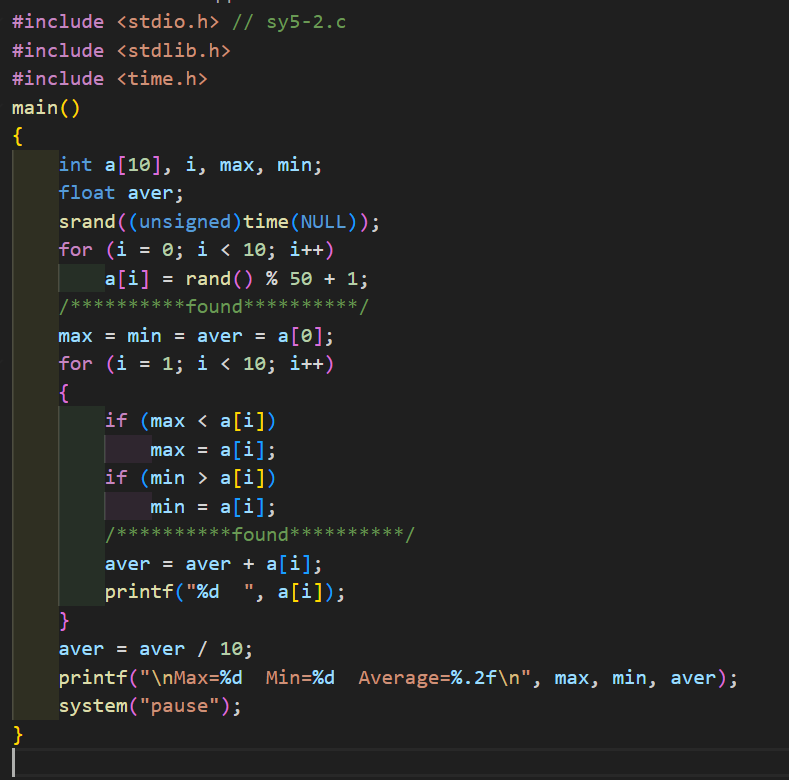 #include <stdio.h> // sy5-2.c
#include <stdlib.h>
#include <time.h>
main()
{
    int a[10], i, max, min;
    float aver;
    srand((unsigned)time(NULL));
    for (i = 0; i < 10; i++)
        a[i] = rand() % 50 + 1;
    /**********found**********/
    max = min = aver = a[0];
    for (i = 1; i < 10; i++)
    {
        if (max < a[i])
            max = a[i];
        if (min > a[i])
            min = a[i];
        /**********found**********/
        aver = aver + a[i];
        printf("%d  ", a[i]);
    }
    aver = aver / 10;
    printf("\nMax=%d  Min=%d  Average=%.2f\n", max, min, aver);
    system("pause");
}